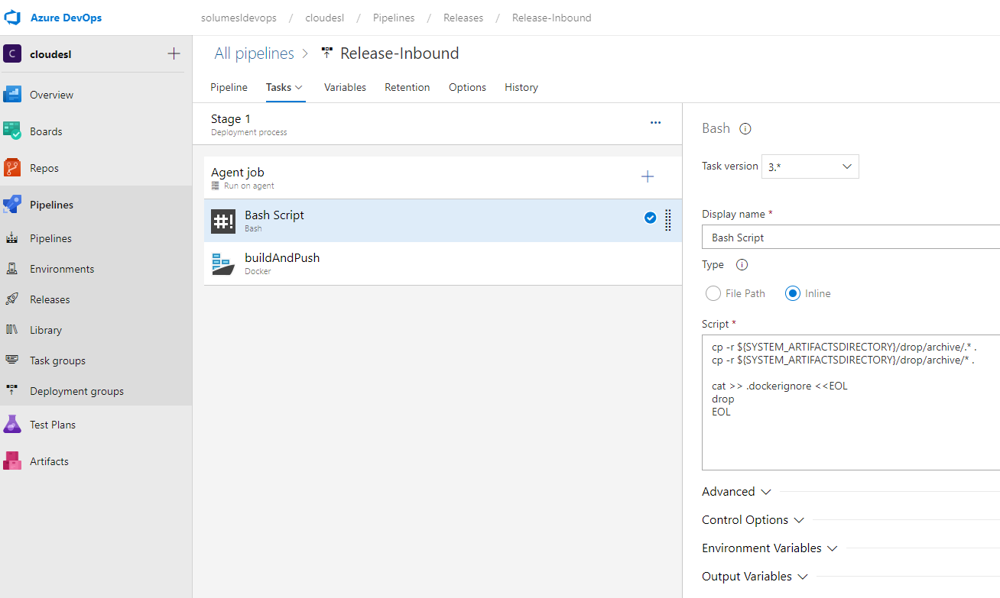 Azure DevOps
solumesldevops / cloudesl / Pipelines / Releases / Release-Inbound
C cloudesl
Overview
Boards
Repos
Pipelines
Pipelines
Environments
Releases
Library
Task groups
Deployment groups
Test Plans
Artifacts
All pipelines > Release-Inbound
Pipeline Tasks Variables Retention Options History
Stage 1
Deployment process
Agent job
Run on agent
#! Bash Script
Bash
buildAndPush
Docker
Bash
Task version 3.*
Display name *
Bash Script
Type
File Path Inline
Script *
cp -r ${SYSTEM_ARTIFACTSDIRECTORY}/drop/archive/.* .
cp -r ${SYSTEM_ARTIFACTSDIRECTORY}/drop/archive/* .
cat >> .dockerignore <<EOL
drop
EOL
Advanced
Control Options
Environment Variables
Output Variables